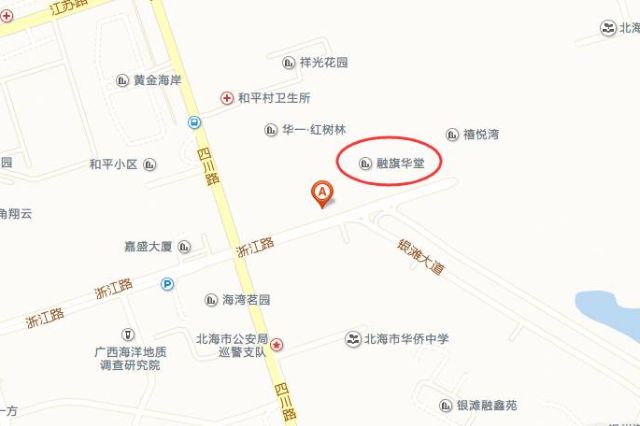 江苏路
北海
祥光花园
黄金海岸
和平村卫生所
华一·红树林
禧悦湾
四川路
和平小区
融旗华堂
园
A
角翔云
嘉盛大厦
浙江路
银滩大道
浙江路
P
海湾茗园
浙江路
北海市公安局
巡警支队
北海市华侨中学
广西海洋地质
调查研究院
四川路
一方
银滩融鑫苑